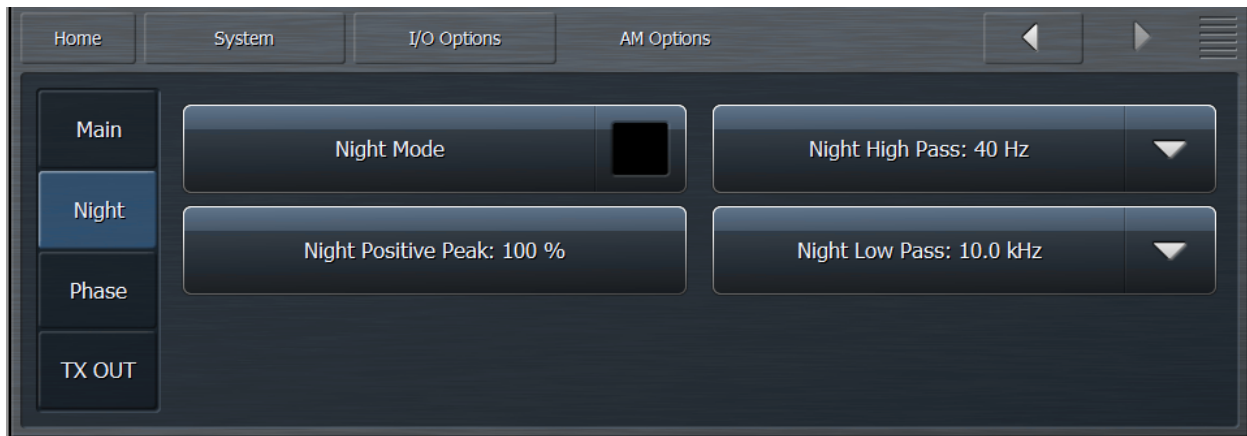 Home
System
I/O Options
AM Options
Main
Night
Phase
TX OUT
Night Mode
Night High Pass: 40 Hz
Night Positive Peak: 100 %
Night Low Pass: 10.0 kHz